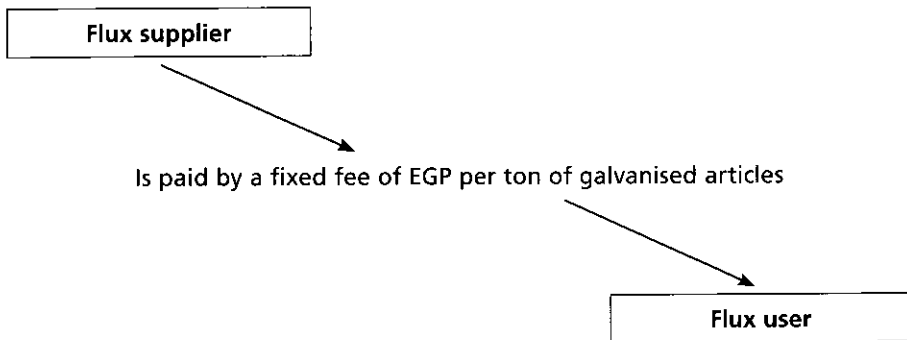 Flux supplier
Is paid by a fixed fee of EGP per ton of galvanised articles
Flux user